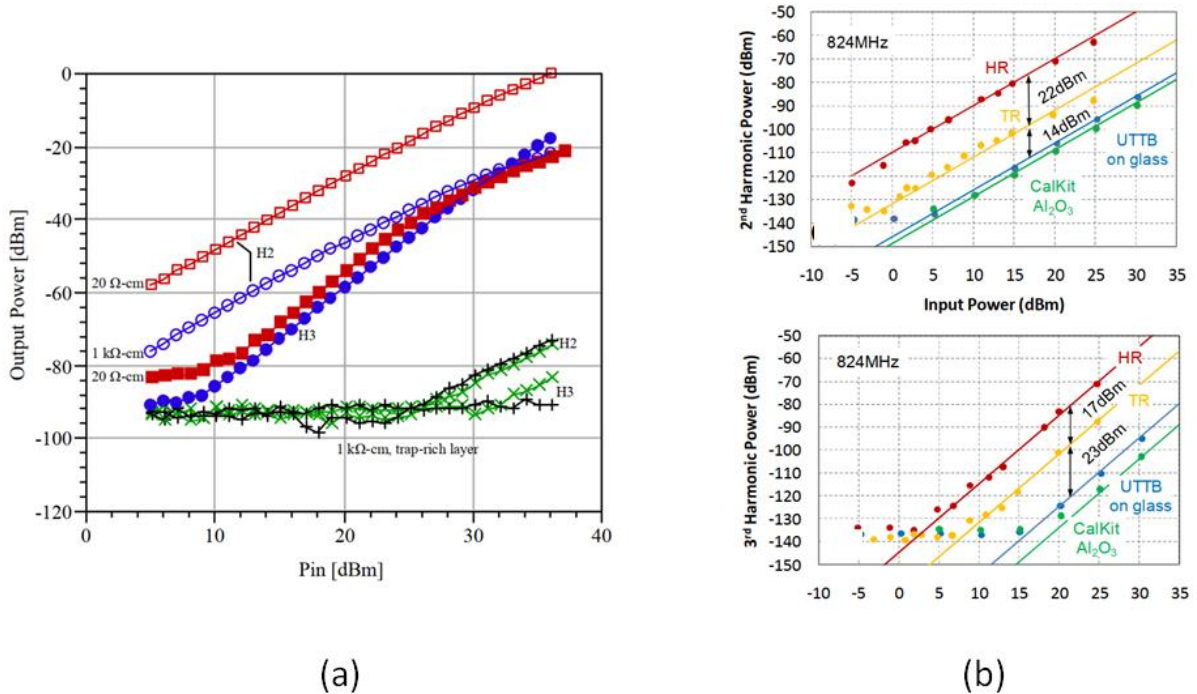 0
-20
-40
-60
-80
-100
-120
Output Power [dBm]
H2
20 Ω-cm
1 kΩ-cm
20 Ω-cm
H3
H2
H3
1 kΩ-cm, trap-rich layer
0
10
20
30
40
Pin [dBm]
(a)
-50
-60
-70
-80
-90
-100
-110
-120
-130
-140
-150
2nd Harmonic Power (dBm)
824MHz
HR
22dBm
TR
14dBm
UTTB
on glass
CalKit
Al2O3
-10 -5 0 5 10 15 20 25 30 35
Input Power (dBm)
-50
-60
-70
-80
-90
-100
-110
-120
-130
-140
-150
3rd Harmonic Power (dBm)
824MHz
HR
17dBm
TR
23dBm
UTTB
on glass
CalKit
Al2O3
-10 -5 0 5 10 15 20 25 30 35
(b)